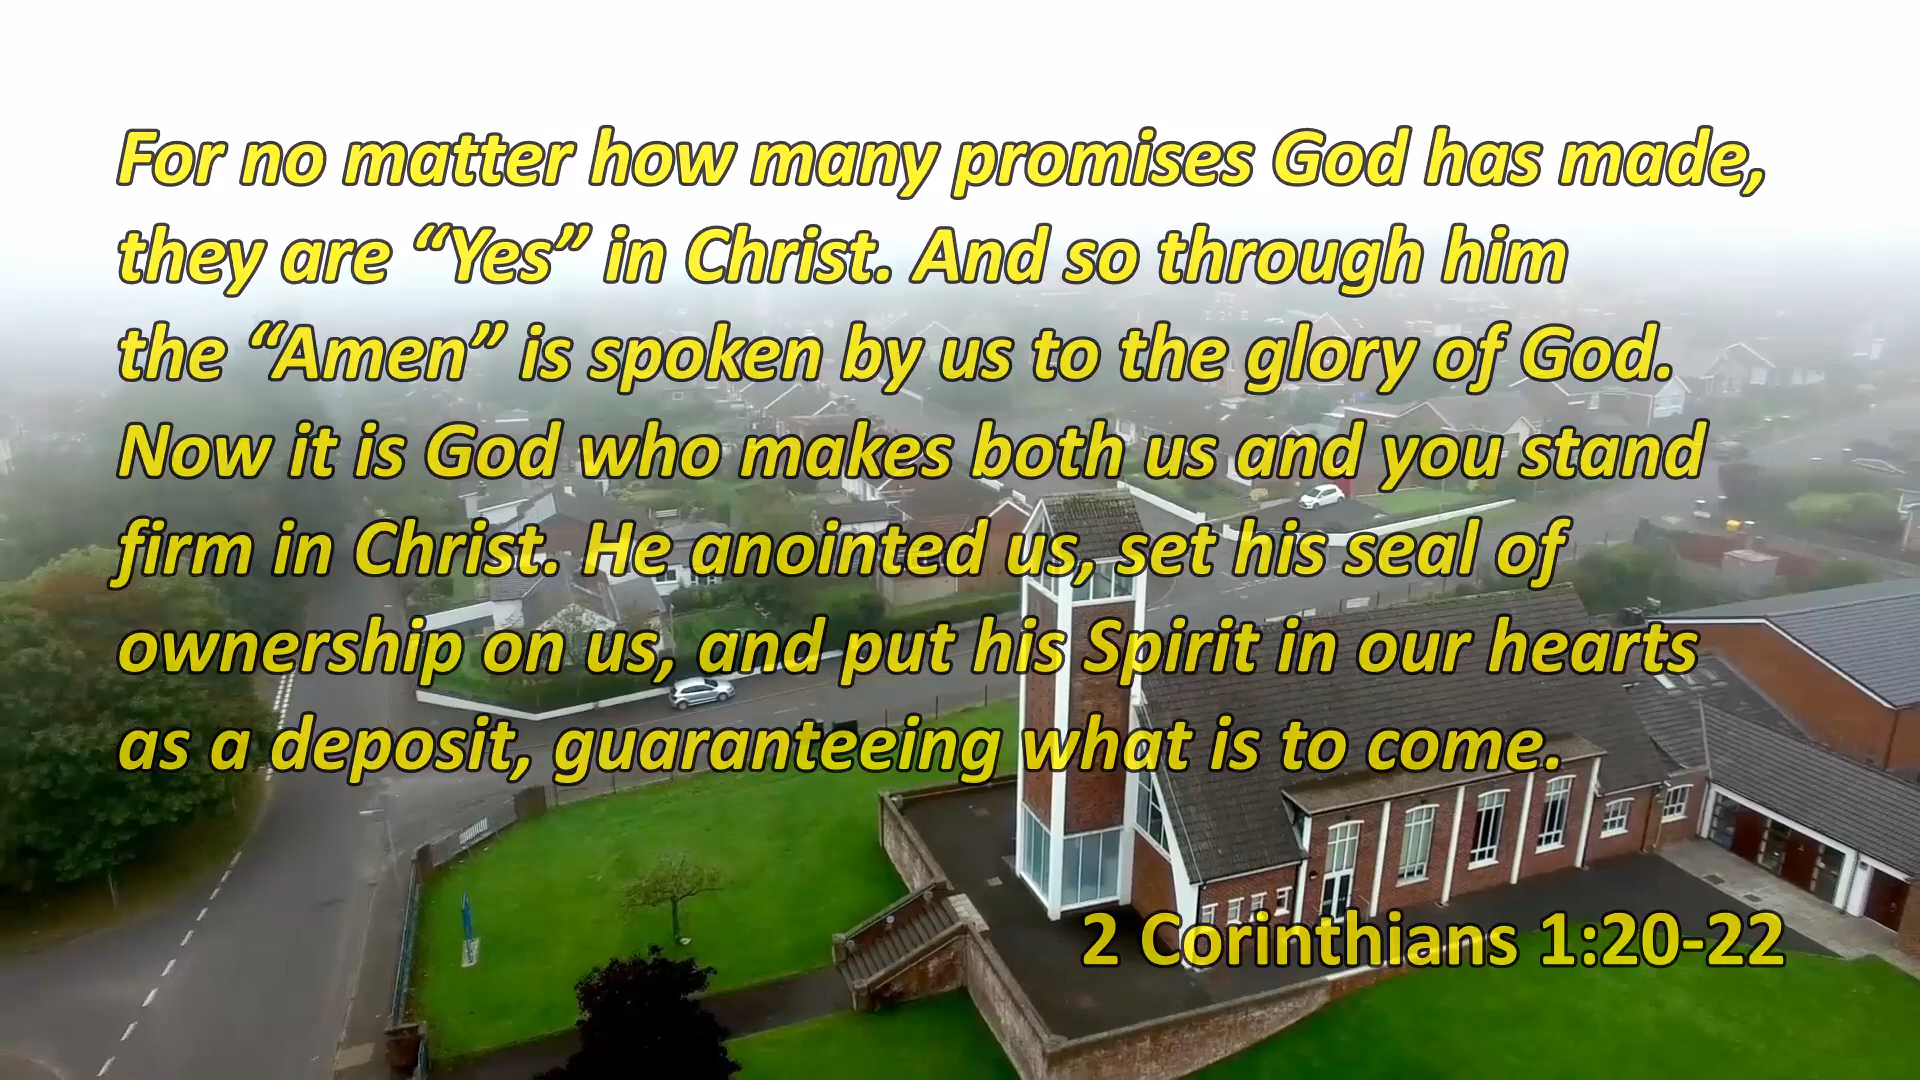 For no matter how many promises God has made,
they are “Yes” in Christ. And so through him
the “Amen” is spoken by us to the glory of God.
Now it is God who makes both us and you stand
firm in Christ. He anointed us, set his seal of
ownership on us, and put his Spirit in our hearts
as a deposit, guaranteeing what is to come.
2 Corinthians 1:20-22